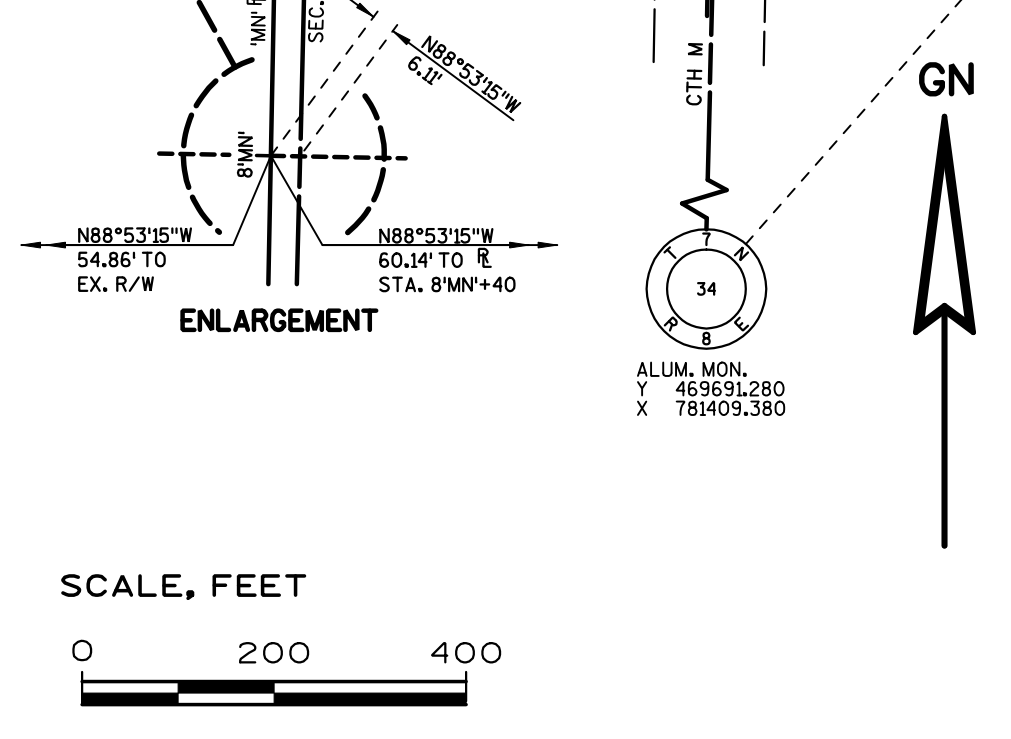 'MN'
SEC.
N88°53'15"W
6.11'
8'MN'
N88°53'15"W
54.86' TO
EX. R/W
N88°53'15"W
60.14' TO PL
STA. 8'MN'+40
ENLARGEMENT
CTH M
GN
7
T N
34
R E
8
ALUM. MON.
Y 469691.280
X 781409.380
SCALE, FEET
0 200 400